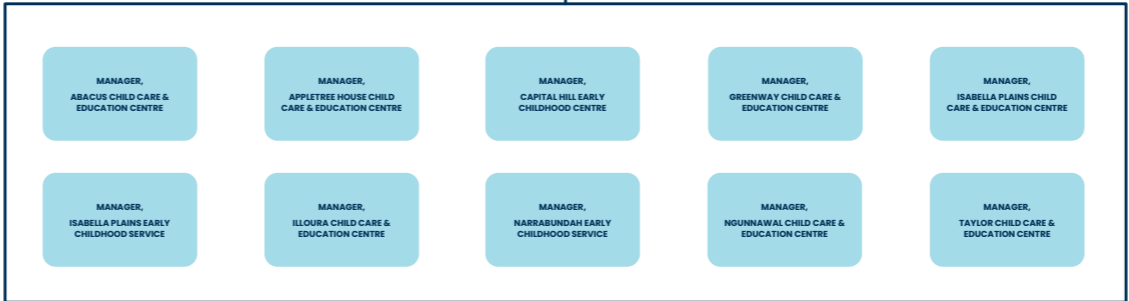 MANAGER,
ABACUS CHILD CARE &
EDUCATION CENTRE
MANAGER,
APPLETREE HOUSE CHILD
CARE & EDUCATION CENTRE
MANAGER,
CAPITAL HILL EARLY
CHILDHOOD CENTRE
MANAGER,
GREENWAY CHILD CARE &
EDUCATION CENTRE
MANAGER,
ISABELLA PLAINS CHILD
CARE & EDUCATION CENTRE
MANAGER,
ISABELLA PLAINS EARLY
CHILDHOOD SERVICE
MANAGER,
ILLOURA CHILD CARE &
EDUCATION CENTRE
MANAGER,
NARRABUNDAH EARLY
CHILDHOOD SERVICE
MANAGER,
NGUNNAWAL CHILD CARE &
EDUCATION CENTRE
MANAGER,
TAYLOR CHILD CARE &
EDUCATION CENTRE